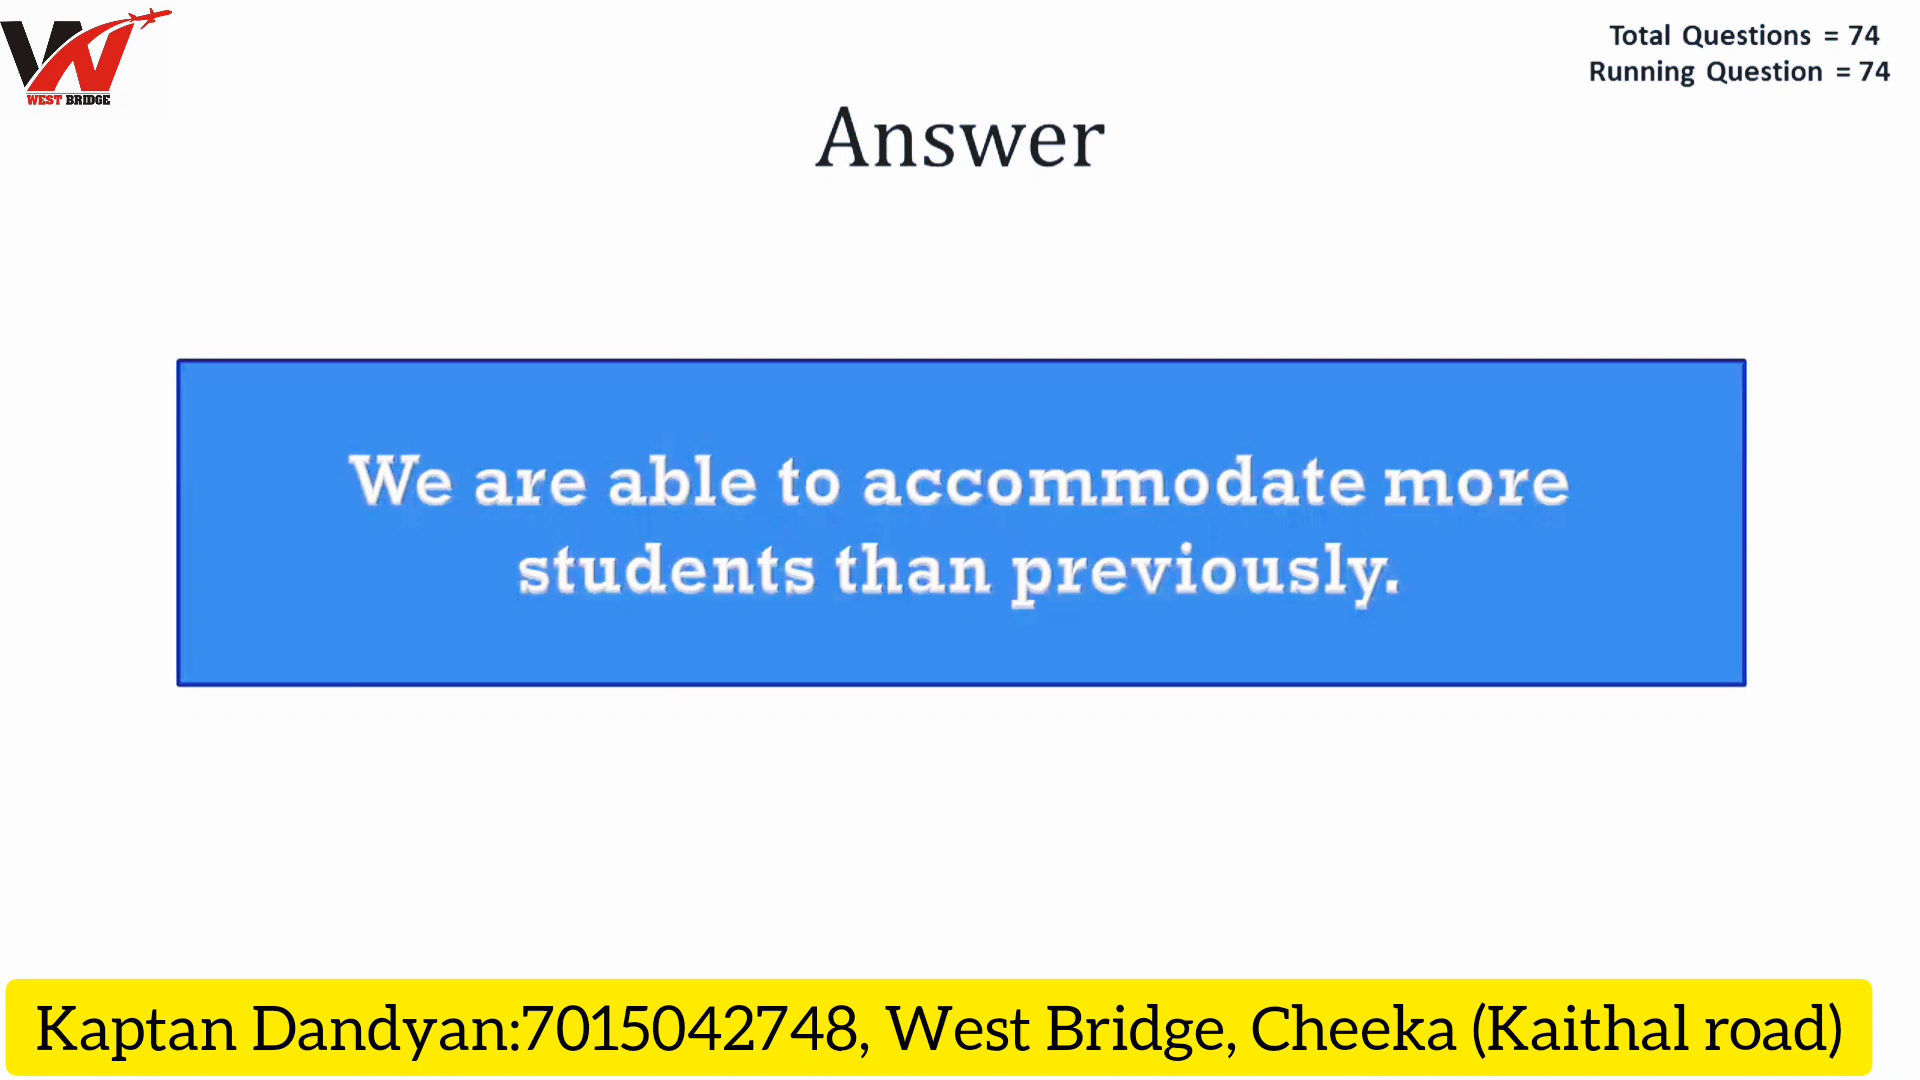 WEST BRIDGE
Total Questions = 74
Running Question = 74
Answer
We are able to accommodate more
students than previously.
Kaptan Dandyan:7015042748, West Bridge, Cheeka (Kaithal road)